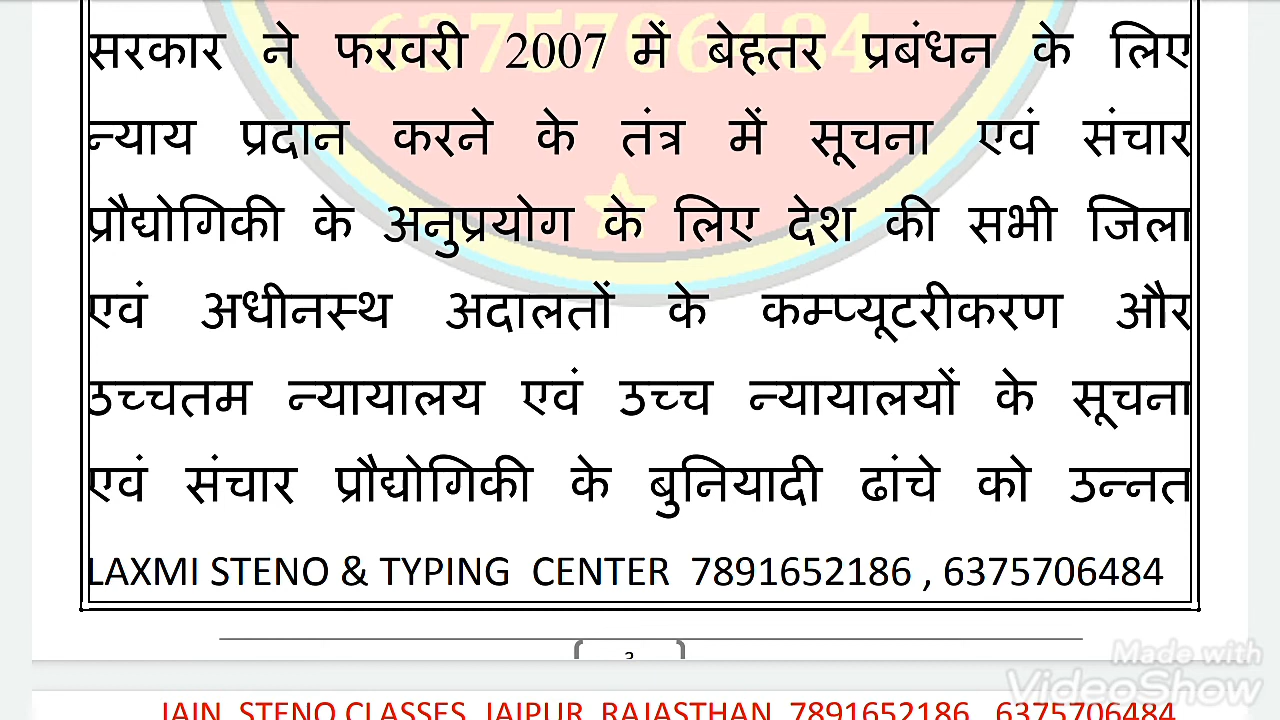 6375706484
सरकार ने फरवरी 2007 में बेहतर प्रबंधन के लिए
न्याय प्रदान करने के तंत्र में सूचना एवं संचार
प्रौद्योगिकी के अनुप्रयोग के लिए देश की सभी जिला
एवं अधीनस्थ अदालतों के कम्प्यूटरीकरण और
उच्चतम न्यायालय एवं उच्च न्यायालयों के सूचना
एवं संचार प्रौद्योगिकी के बुनियादी ढांचे को उन्नत
LAXMI STENO & TYPING CENTER 7891652186 , 6375706484
3
Made with
VideoShow
JAIN STENO CLASSES JAIPUR RAJASTHAN 7891652186 6375706484